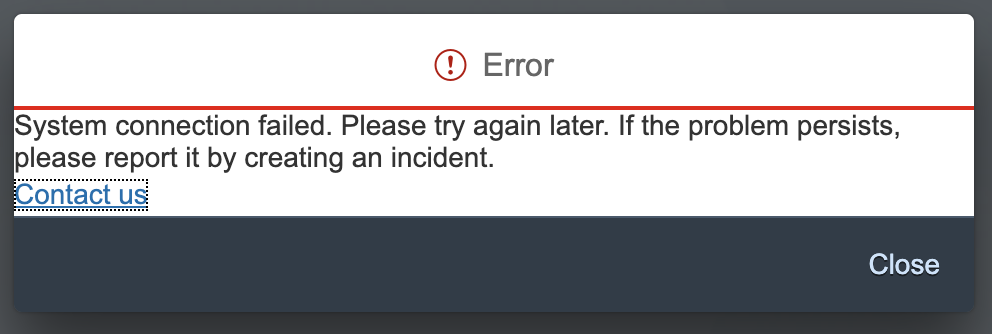 Error
System connection failed. Please try again later. If the problem persists,
please report it by creating an incident.
Contact us
Close